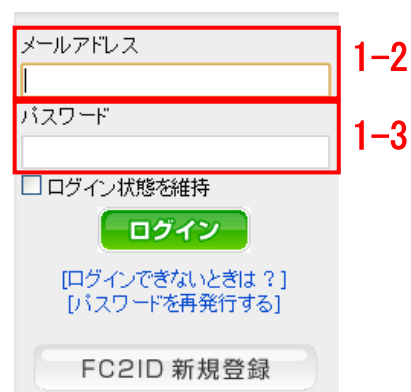 メールアドレス
1-2
パスワード
1-3
ログイン状態を維持
ログイン
[ログインできないときは？]
[パスワードを再発行する]
FC2ID 新規登録